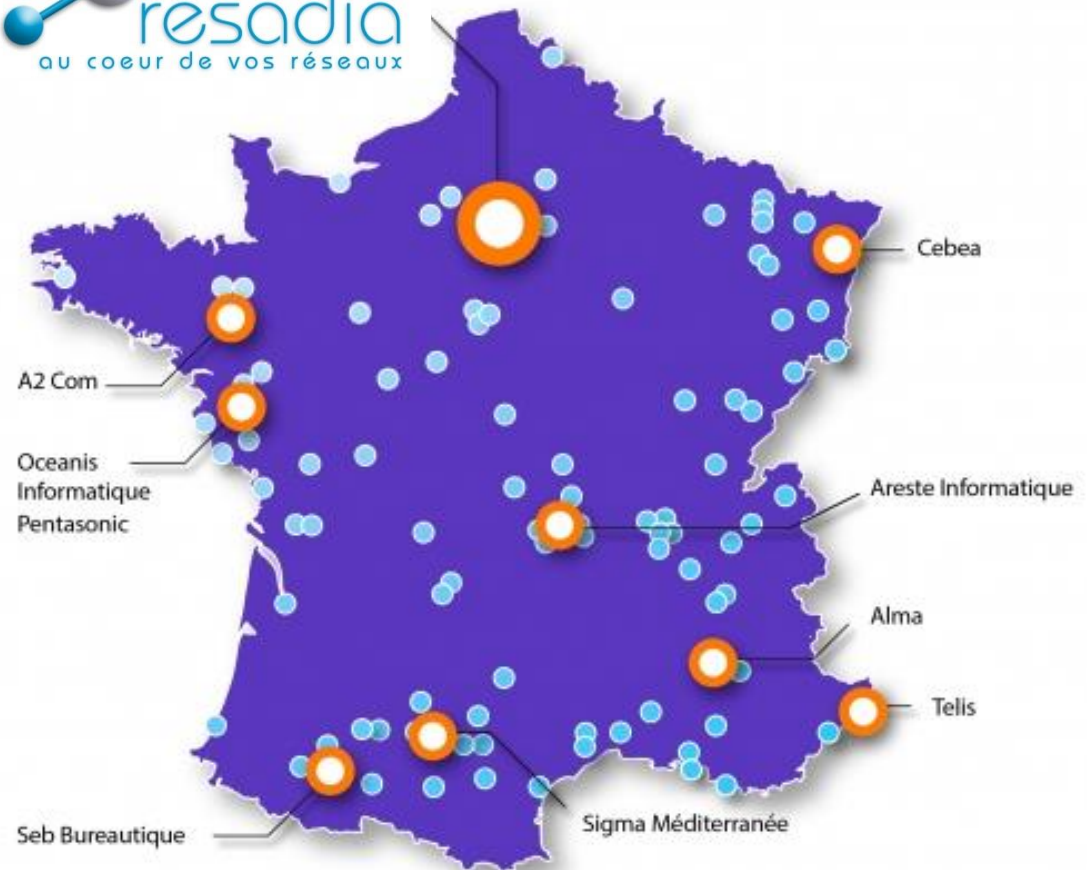 resadia
au coeur de vos réseaux
Cebea
A2 Com
Oceanis
Informatique
Pentasonic
Areste Informatique
Alma
Telis
Sigma Méditerranée
Seb Bureautique